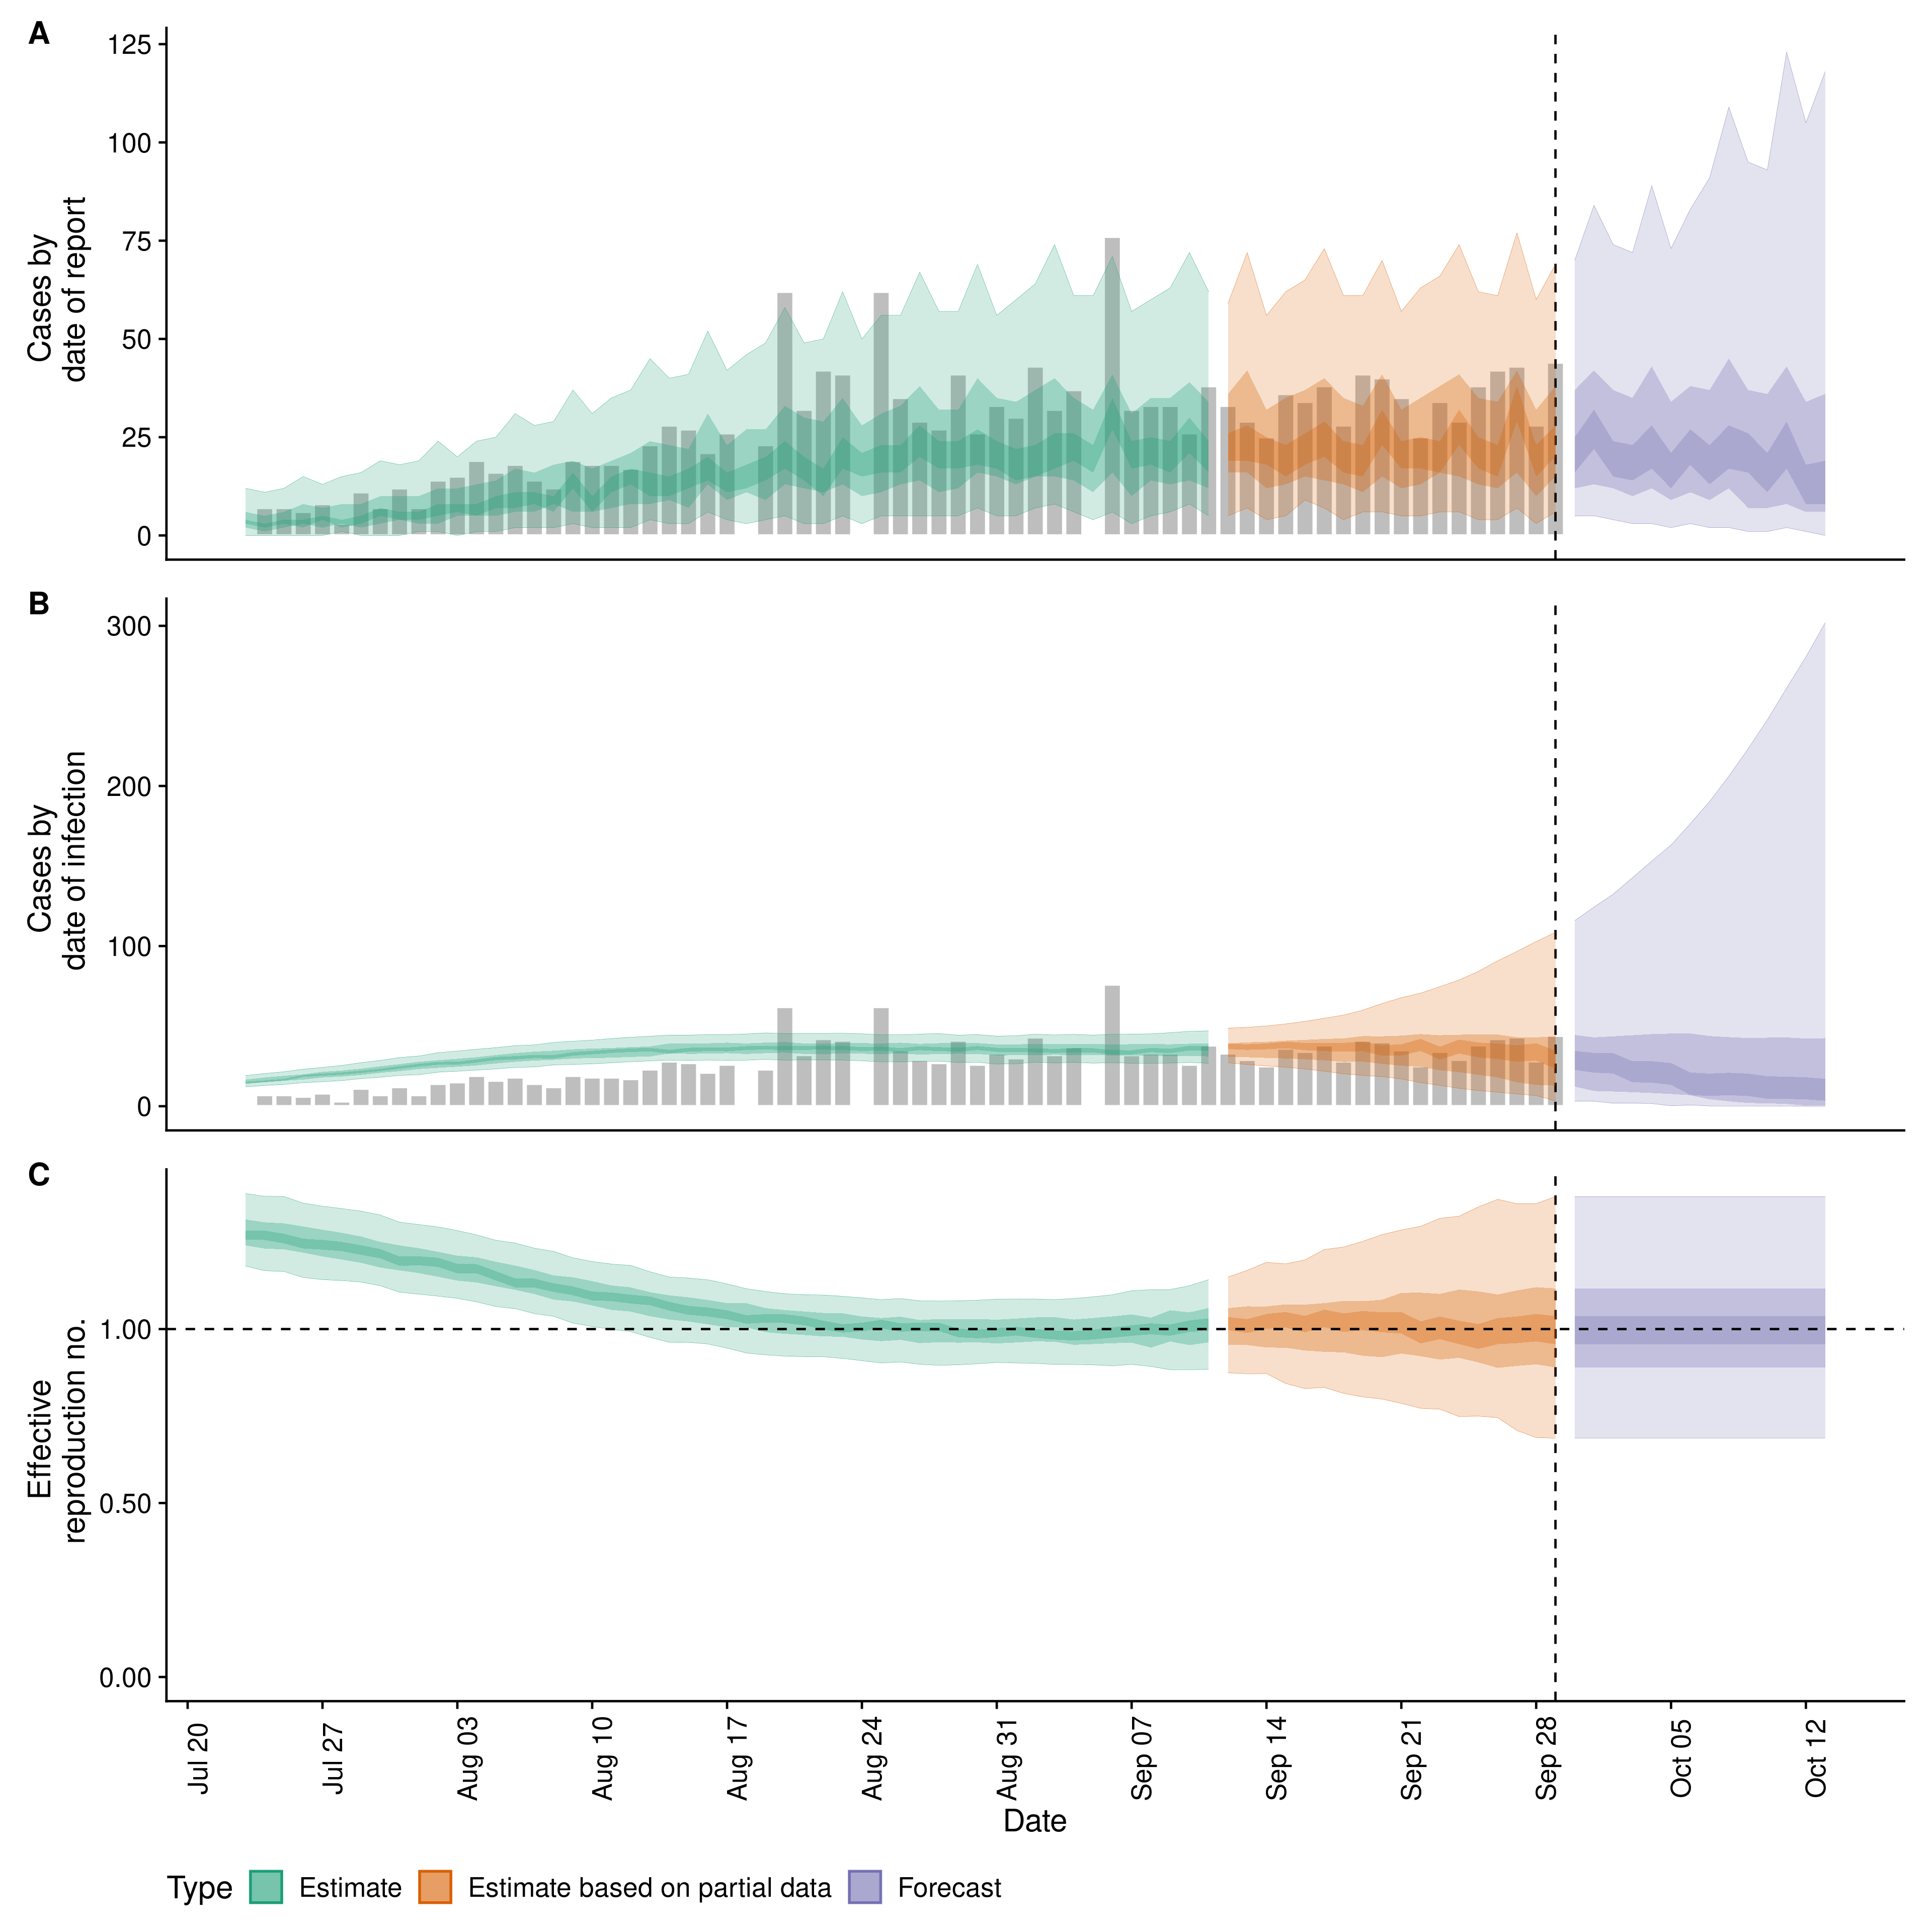 A
125
100
75
50
25
0
Cases by
date of report
B
300
200
100
0
Cases by
date of infection
C
1.00
0.50
0.00
Effective
reproduction no.
Jul 20
Jul 27
Aug 03
Aug 10
Aug 17
Aug 24
Aug 31
Sep 07
Sep 14
Sep 21
Sep 28
Oct 05
Oct 12
Date
Type Estimate Estimate based on partial data Forecast